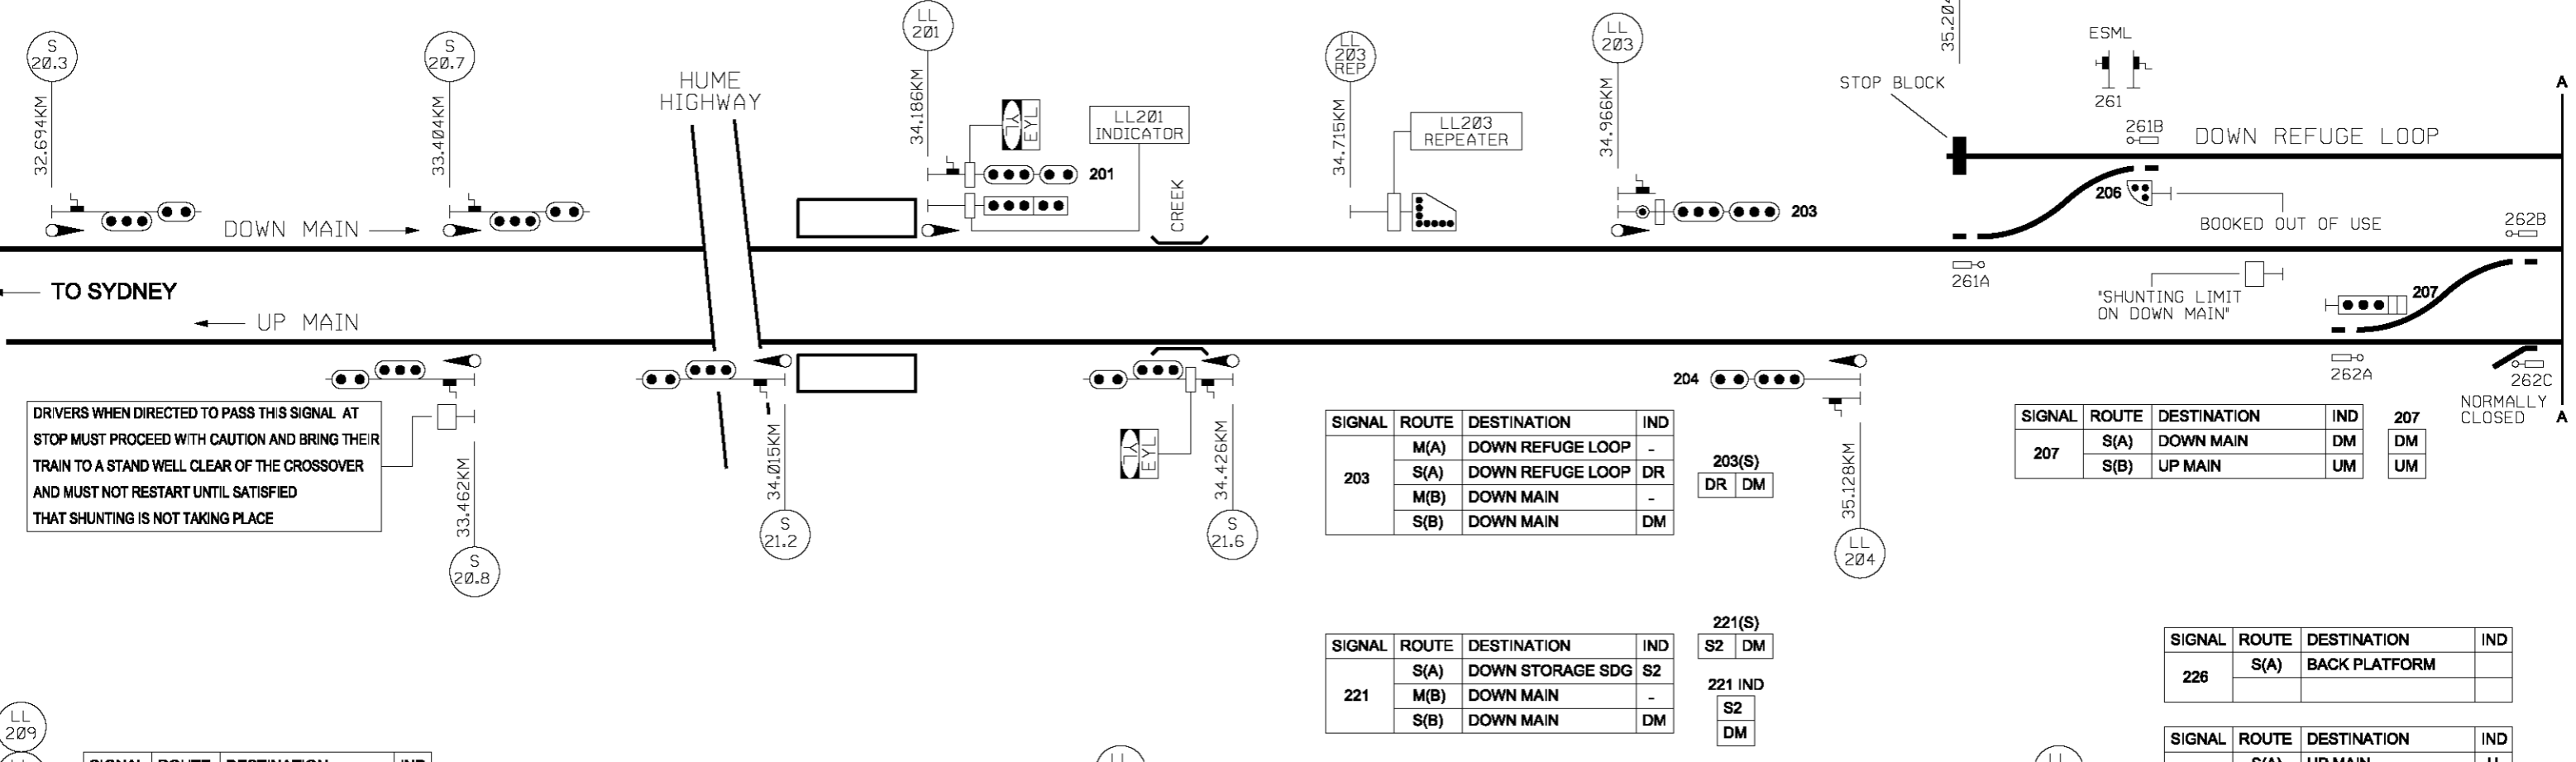 S
20.3
32.694KM
S
20.7
33.404KM
HUME
HIGHWAY
LL
201
34.186KM
EYL
LL201
INDICATOR
201
CREEK
LL
203
REP
34.715KM
LL203
REPEATER
LL
203
34.966KM
203
STOP BLOCK
35.204
ESML
261
261B
DOWN REFUGE LOOP
A
206
BOOKED OUT OF USE
262B
DOWN MAIN
TO SYDNEY
UP MAIN
261A
"SHUNTING LIMIT
ON DOWN MAIN"
207
262A
262C
NORMALLY
CLOSED
A
DRIVERS WHEN DIRECTED TO PASS THIS SIGNAL AT
STOP MUST PROCEED WITH CAUTION AND BRING THEIR
TRAIN TO A STAND WELL CLEAR OF THE CROSSOVER
AND MUST NOT RESTART UNTIL SATISFIED
THAT SHUNTING IS NOT TAKING PLACE
33.462KM
S
20.8
34.015KM
S
21.2
EYL
34.426KM
S
21.6
204
35.128KM
LL
204
SIGNAL ROUTE DESTINATION IND
203
M(A) DOWN REFUGE LOOP -
S(A) DOWN REFUGE LOOP DR
M(B) DOWN MAIN -
S(B) DOWN MAIN DM
203(S)
DR DM
SIGNAL ROUTE DESTINATION IND
207
S(A) DOWN MAIN DM
S(B) UP MAIN UM
207
DM
UM
SIGNAL ROUTE DESTINATION IND
221
S(A) DOWN STORAGE SDG S2
M(B) DOWN MAIN -
S(B) DOWN MAIN DM
221(S)
S2 DM
221 IND
S2
DM
SIGNAL ROUTE DESTINATION IND
226
S(A) BACK PLATFORM
LL
209
SIGNAL ROUTE DESTINATION IND
LL
LL
SIGNAL ROUTE DESTINATION IND
S(A) UP MAIN U